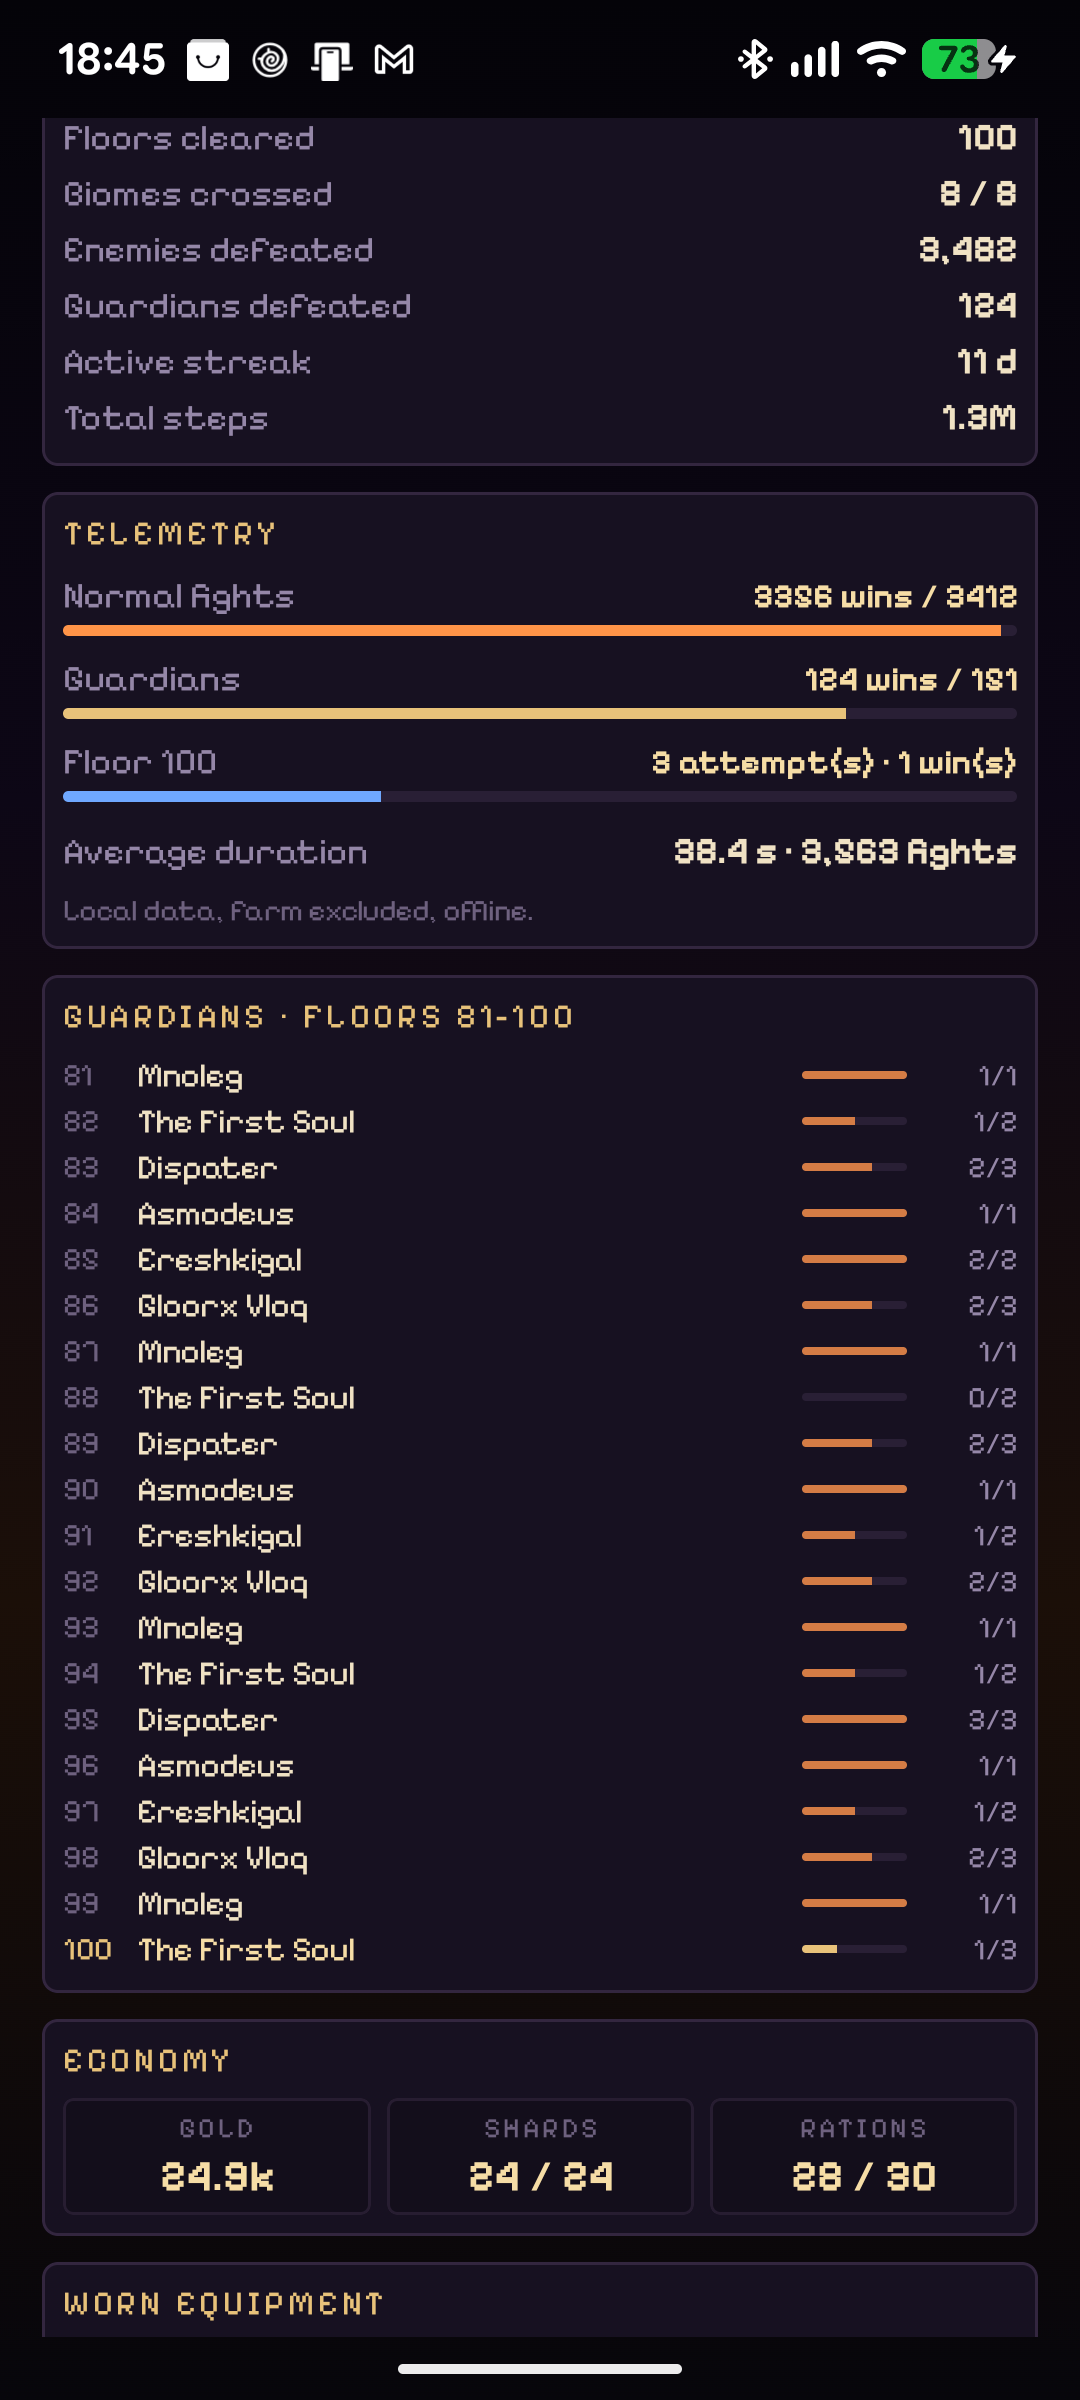 18:45
73
Floors cleared 100
Biomes crossed 8 / 8
Enemies defeated 3,482
Guardians defeated 124
Active streak 11 d
Total steps 1.3M
TELEMETRY
Normal fights 3356 wins / 3412
Guardians 124 wins / 151
Floor 100 3 attempt(s) · 1 win(s)
Average duration 38.4 s · 3,563 fights
Local data, farm excluded, offline.
GUARDIANS · FLOORS 81-100
81 Mnoleg 1/1
82 The First Soul 1/2
83 Dispater 2/3
84 Asmodeus 1/1
85 Ereshkigal 2/2
86 Gloorx Vloq 2/3
87 Mnoleg 1/1
88 The First Soul 0/2
89 Dispater 2/3
90 Asmodeus 1/1
91 Ereshkigal 1/2
92 Gloorx Vloq 2/3
93 Mnoleg 1/1
94 The First Soul 1/2
95 Dispater 3/3
96 Asmodeus 1/1
97 Ereshkigal 1/2
98 Gloorx Vloq 2/3
99 Mnoleg 1/1
100 The First Soul 1/3
ECONOMY
GOLD SHARDS RATIONS
24.9k 24 / 24 28 / 30
WORN EQUIPMENT